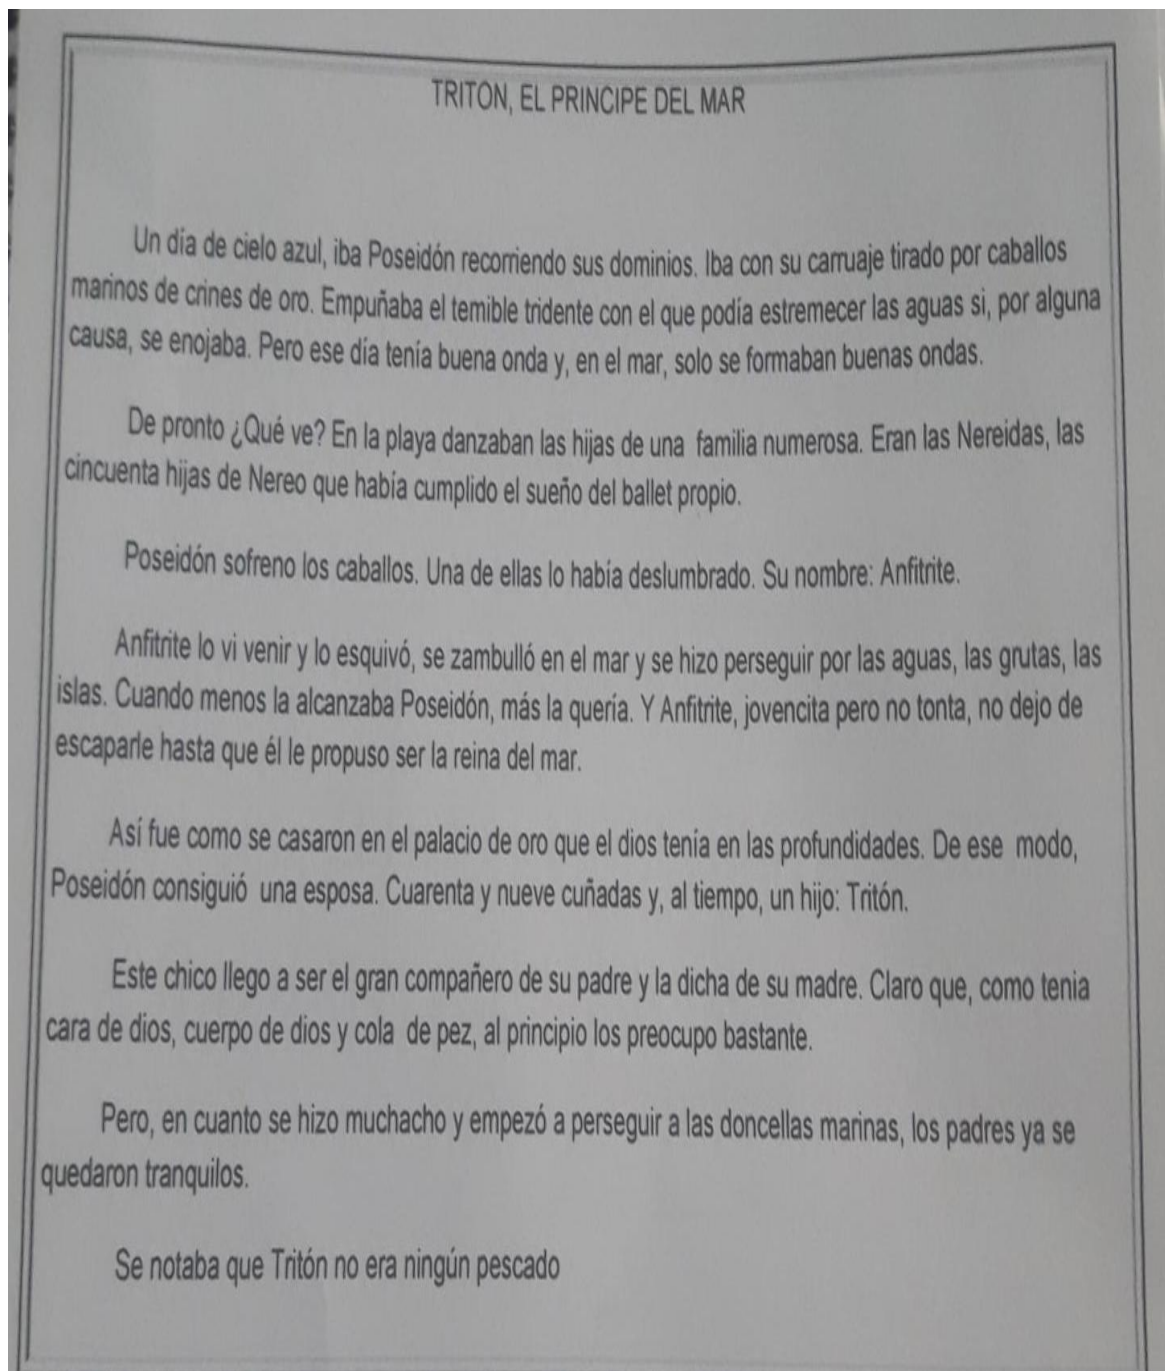 TRITON, EL PRINCIPE DEL MAR
Un día de cielo azul, iba Poseidón recorriendo sus dominios. Iba con su carruaje tirado por caballos
marinos de crines de oro. Empuñaba el temible tridente con el que podía estremecer las aguas si, por alguna
causa, se enojaba. Pero ese día tenía buena onda y, en el mar, solo se formaban buenas ondas.
De pronto ¿Qué ve? En la playa danzaban las hijas de una familia numerosa. Eran las Nereidas, las
cincuenta hijas de Nereo que había cumplido el sueño del ballet propio.
Poseidón sofreno los caballos. Una de ellas lo había deslumbrado. Su nombre: Anfitrite.
Anfitrite lo vi venir y lo esquivó, se zambulló en el mar y se hizo perseguir por las aguas, las grutas, las
islas. Cuando menos la alcanzaba Poseidón, más la quería. Y Anfitrite, jovencita pero no tonta, no dejo de
escaparle hasta que él le propuso ser la reina del mar.
Así fue como se casaron en el palacio de oro que el dios tenía en las profundidades. De ese modo,
Poseidón consiguió una esposa. Cuarenta y nueve cuñadas y, al tiempo, un hijo: Tritón.
Este chico llego a ser el gran compañero de su padre y la dicha de su madre. Claro que, como tenia
cara de dios, cuerpo de dios y cola de pez, al principio los preocupo bastante.
Pero, en cuanto se hizo muchacho y empezó a perseguir a las doncellas marinas, los padres ya se
quedaron tranquilos.
Se notaba que Tritón no era ningún pescado